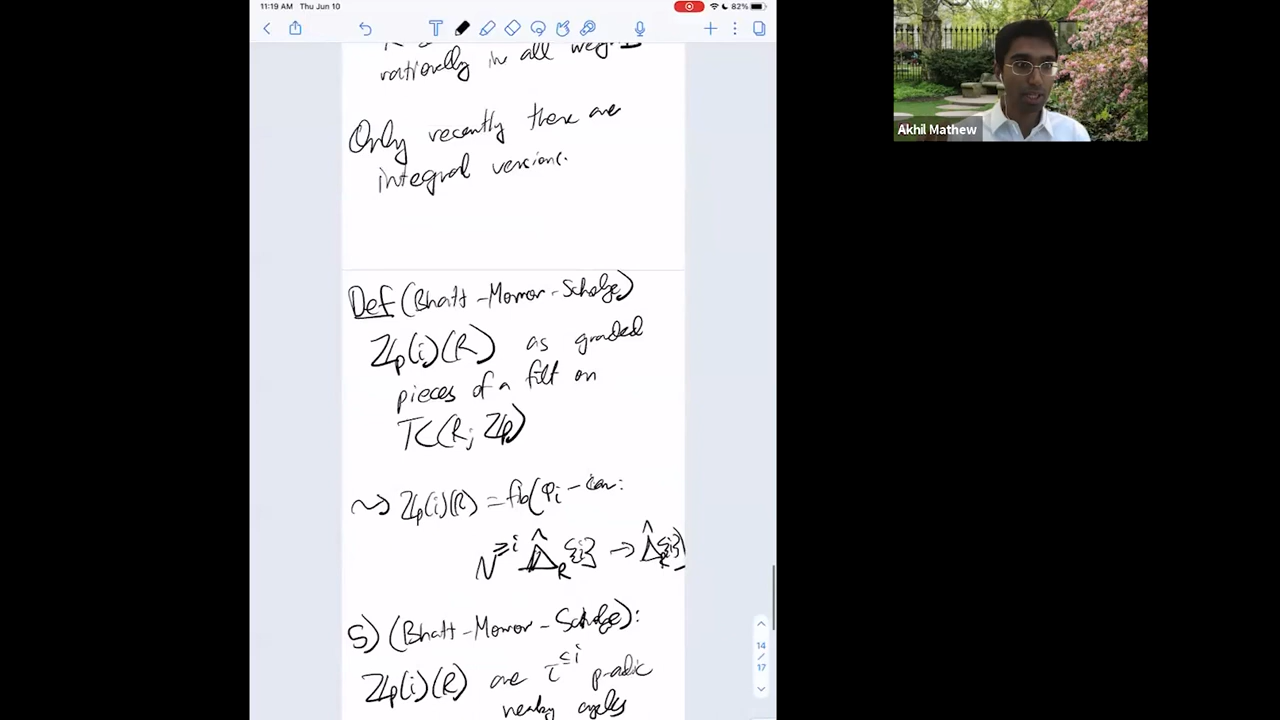 11:19 AM Thu Jun 10
82%
rationally in all weights
Only recently there are
integral versions.
Def (Bhatt-Morrow-Scholze)
Zp(i)(R) as graded
pieces of a filt on
TC(R; Zp)
⇝ Zp(i)(R) = fib(φi - can:
N≥i Δ̂R{i} → Δ̂R{i})
5) (Bhatt-Morrow-Scholze):
Zp(i)(R) are τ≤i p-adic
nearby cycles
14
/
17
Akhil Mathew